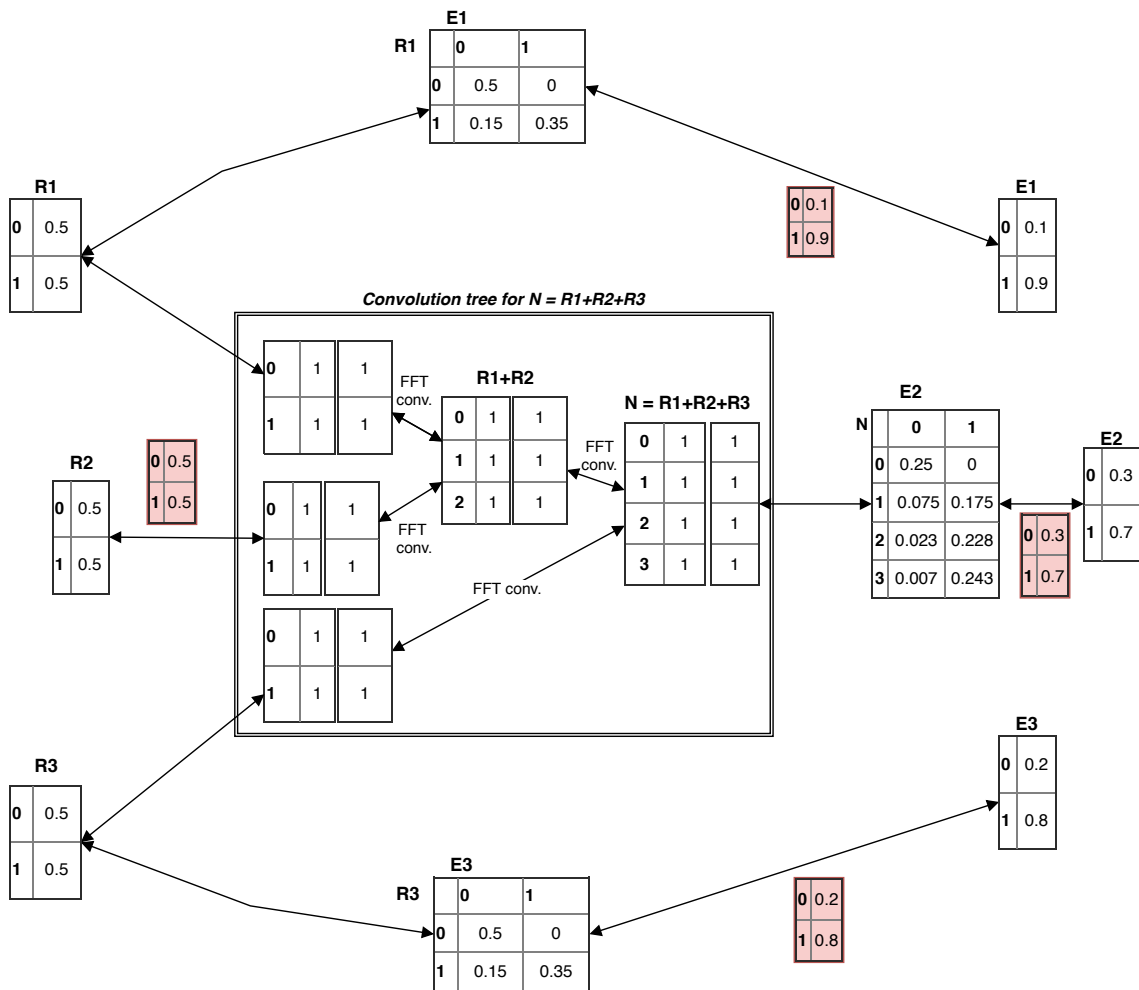 E1
R1 0 1
0 0.5 0
1 0.15 0.35
R1
0 0.5
1 0.5
0 0.1
1 0.9
E1
0 0.1
1 0.9
Convolution tree for N = R1+R2+R3
0 1 1
1 1 1
FFT
conv.
R1+R2
0 1 1
1 1 1
2 1 1
FFT
conv.
N = R1+R2+R3
0 1 1
1 1 1
2 1 1
3 1 1
R2
0 0.5
1 0.5
0 0.5
1 0.5
0 1 1
1 1 1
FFT
conv.
FFT conv.
0 1 1
1 1 1
E2
N 0 1
0 0.25 0
1 0.075 0.175
2 0.023 0.228
3 0.007 0.243
E2
0 0.3
1 0.7
0 0.3
1 0.7
R3
0 0.5
1 0.5
E3
R3 0 1
0 0.5 0
1 0.15 0.35
0 0.2
1 0.8
E3
0 0.2
1 0.8